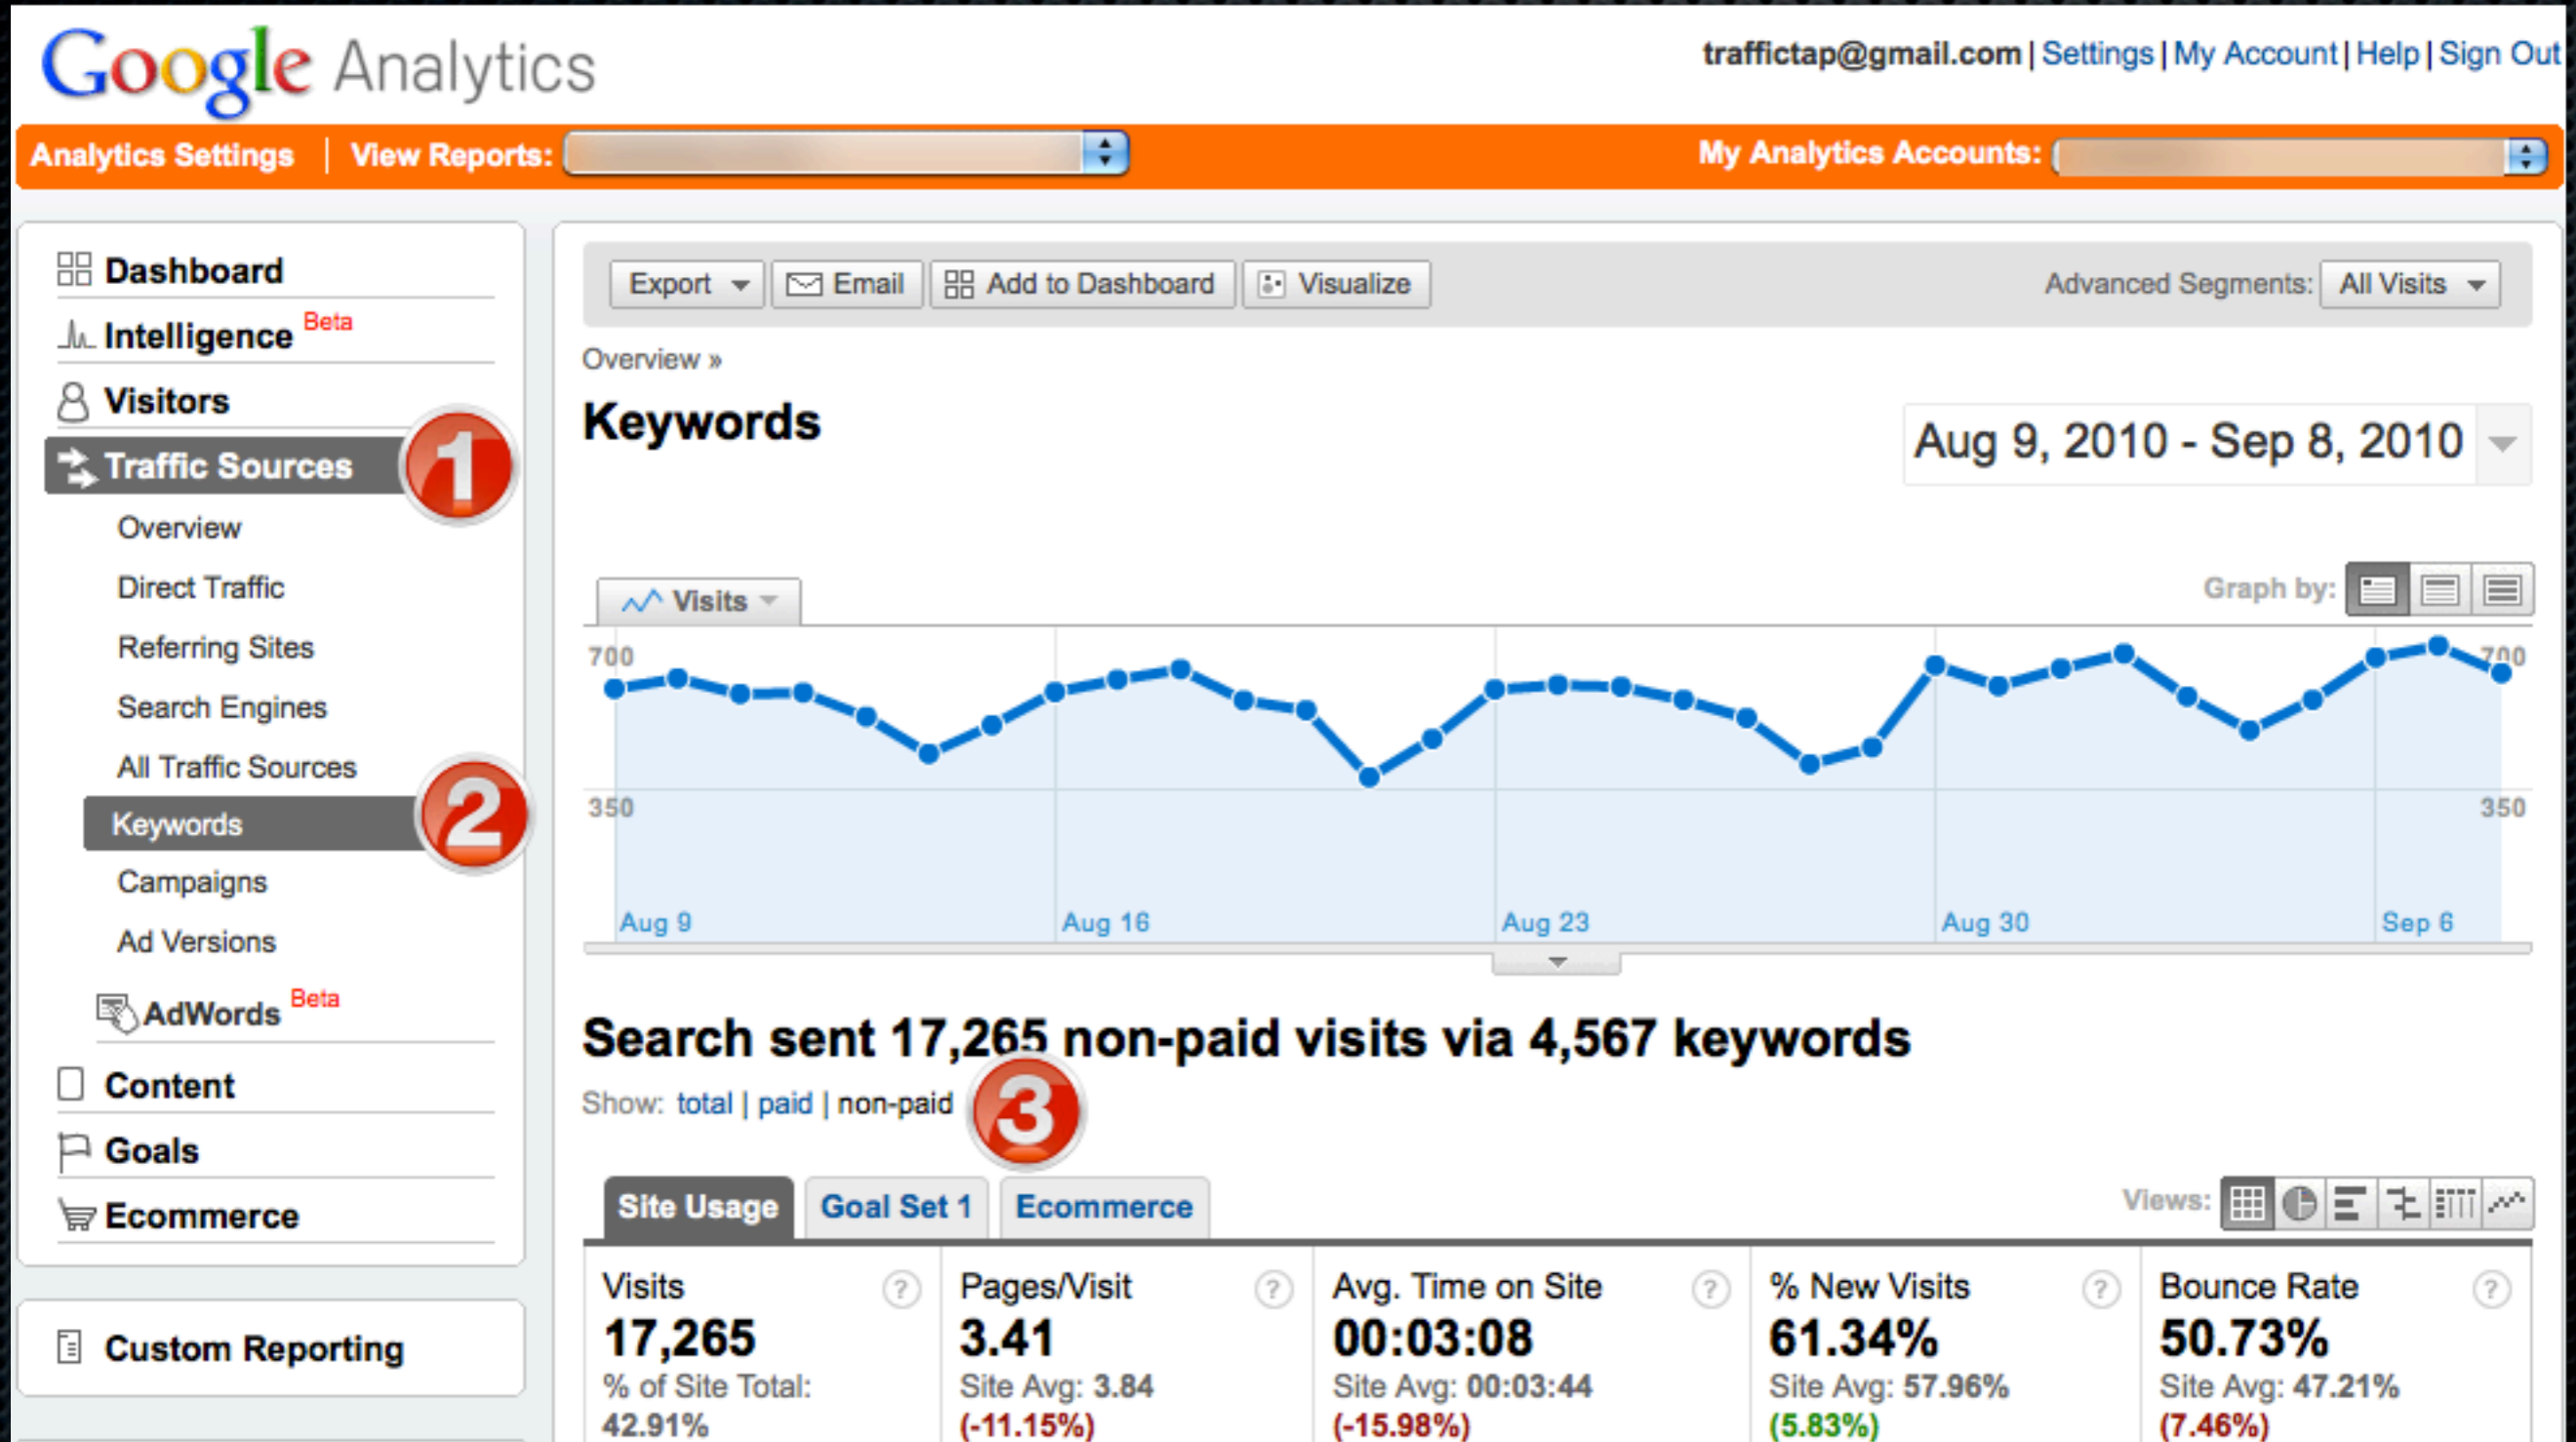 Google Analytics
traffictap@gmail.com | Settings | My Account | Help | Sign Out
Analytics Settings | View Reports:
My Analytics Accounts:
Dashboard
Intelligence Beta
Visitors
Traffic Sources
1
Overview
Direct Traffic
Referring Sites
Search Engines
All Traffic Sources
Keywords
2
Campaigns
Ad Versions
AdWords Beta
Content
Goals
Ecommerce
Custom Reporting
Export Email Add to Dashboard Visualize
Advanced Segments: All Visits
Overview »
Keywords
Aug 9, 2010 - Sep 8, 2010
Visits
Graph by:
700 700
350 350
Aug 9 Aug 16 Aug 23 Aug 30 Sep 6
Search sent 17,265 non-paid visits via 4,567 keywords
Show: total | paid | non-paid
3
Site Usage Goal Set 1 Ecommerce
Views:
Visits ?
17,265
% of Site Total:
42.91%
Pages/Visit ?
3.41
Site Avg: 3.84
(-11.15%)
Avg. Time on Site ?
00:03:08
Site Avg: 00:03:44
(-15.98%)
% New Visits ?
61.34%
Site Avg: 57.96%
(5.83%)
Bounce Rate ?
50.73%
Site Avg: 47.21%
(7.46%)